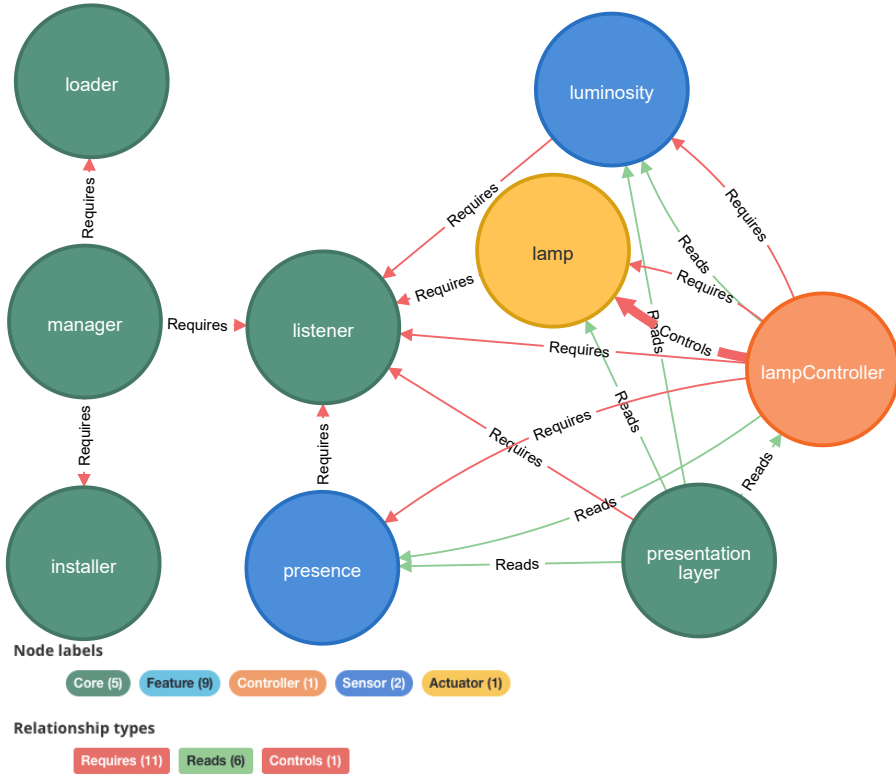 loader
luminosity
Requires
Requires
Requires
Reads
lamp
manager
Requires
listener
Requires
Requires
Requires
Controls
Reads
lampController
Requires
Reads
Requires
Requires
Requires
Requires
Reads
Reads
installer
presence
Reads
presentation
layer
Node labels
Core (5) Feature (9) Controller (1) Sensor (2) Actuator (1)
Relationship types
Requires (11) Reads (6) Controls (1)